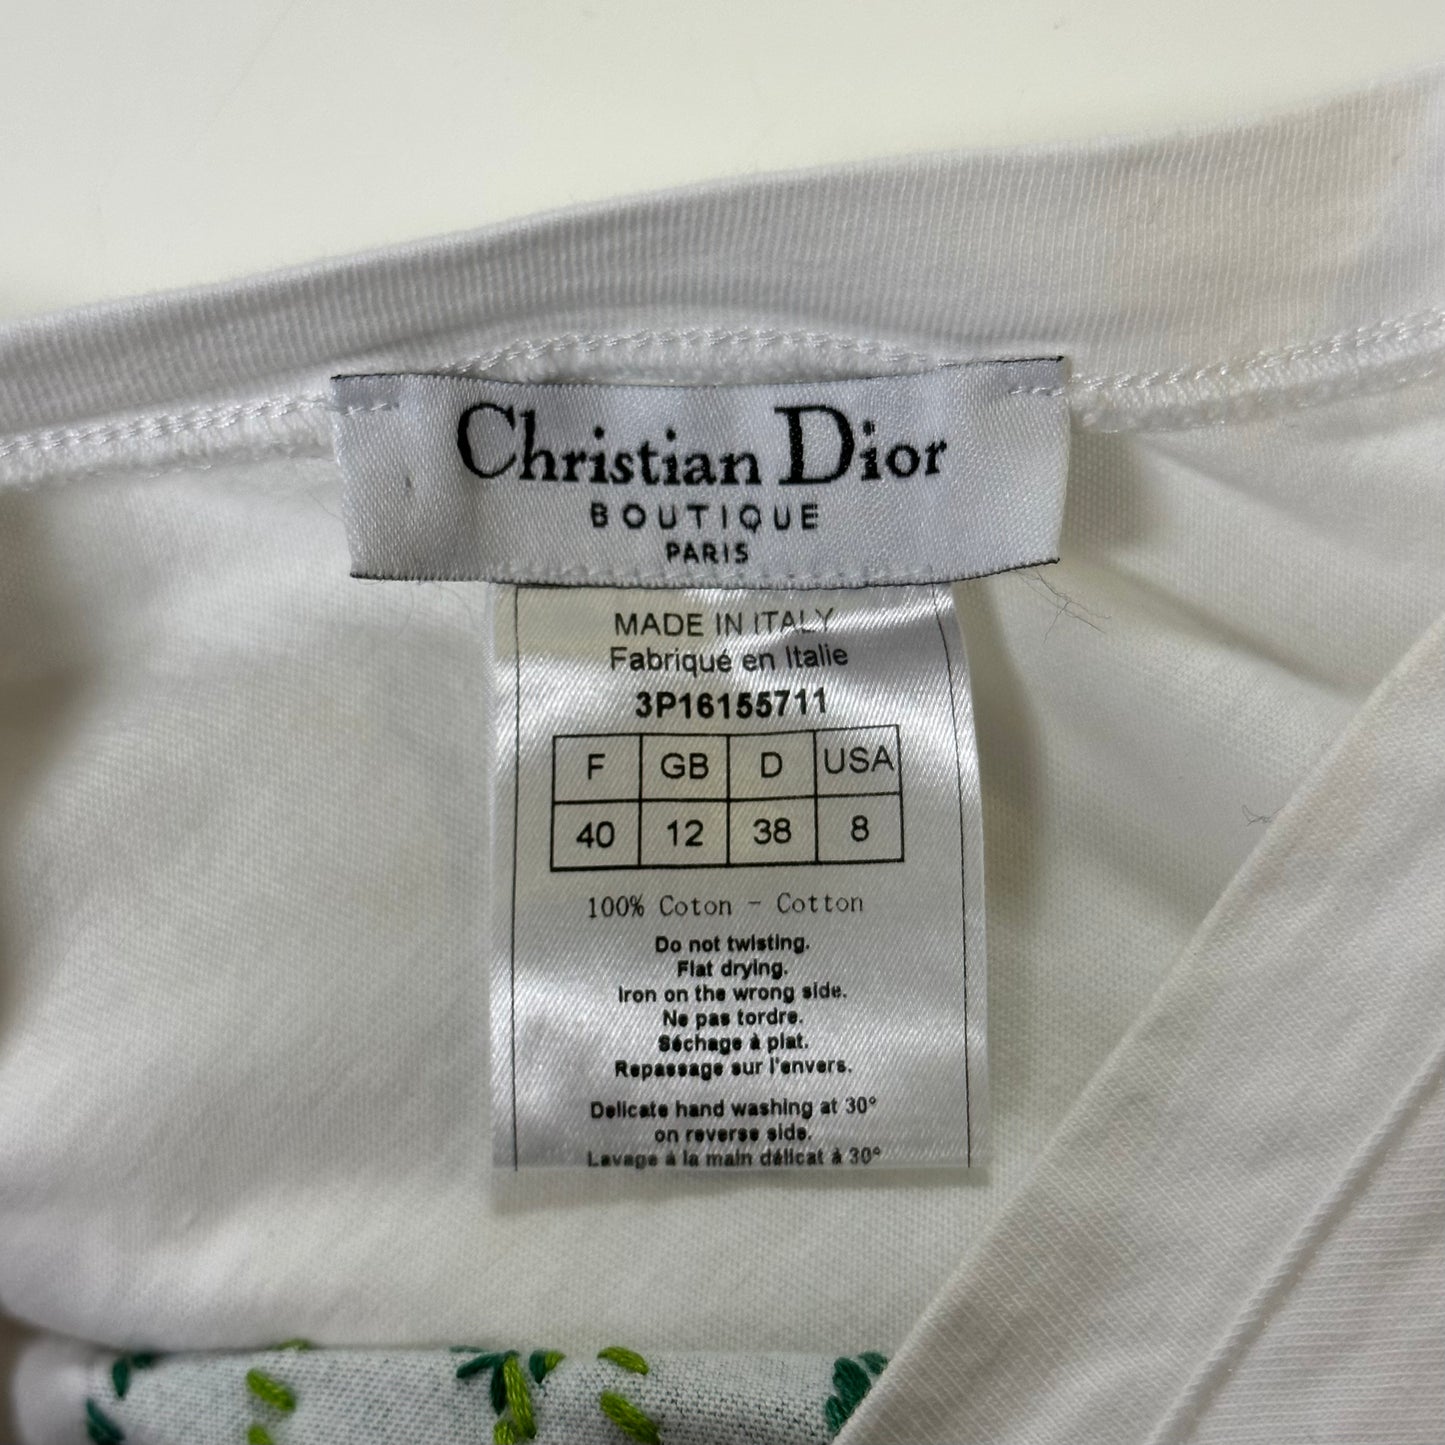 Christian Dior
BOUTIQUE
PARIS
MADE IN ITALY
Fabriqué en Italie
3P16155711
F GB D USA
40 12 38 8
100% Coton - Cotton
Do not twisting.
Flat drying.
Iron on the wrong side.
Ne pas tordre.
Séchage à plat.
Repassage sur l'envers.
Delicate hand washing at 30°
on reverse side.
Lavage à la main délicat à 30°